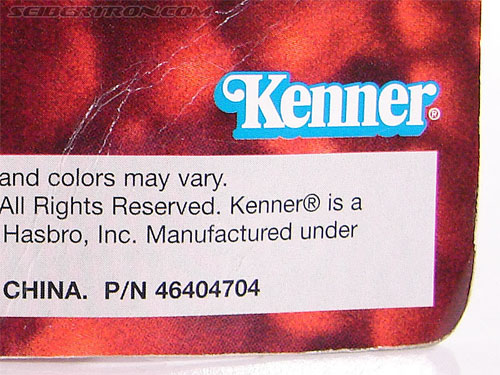 SEIBERTRON.COM
Kenner®
and colors may vary.
All Rights Reserved. Kenner® is a
Hasbro, Inc. Manufactured under
CHINA. P/N 46404704